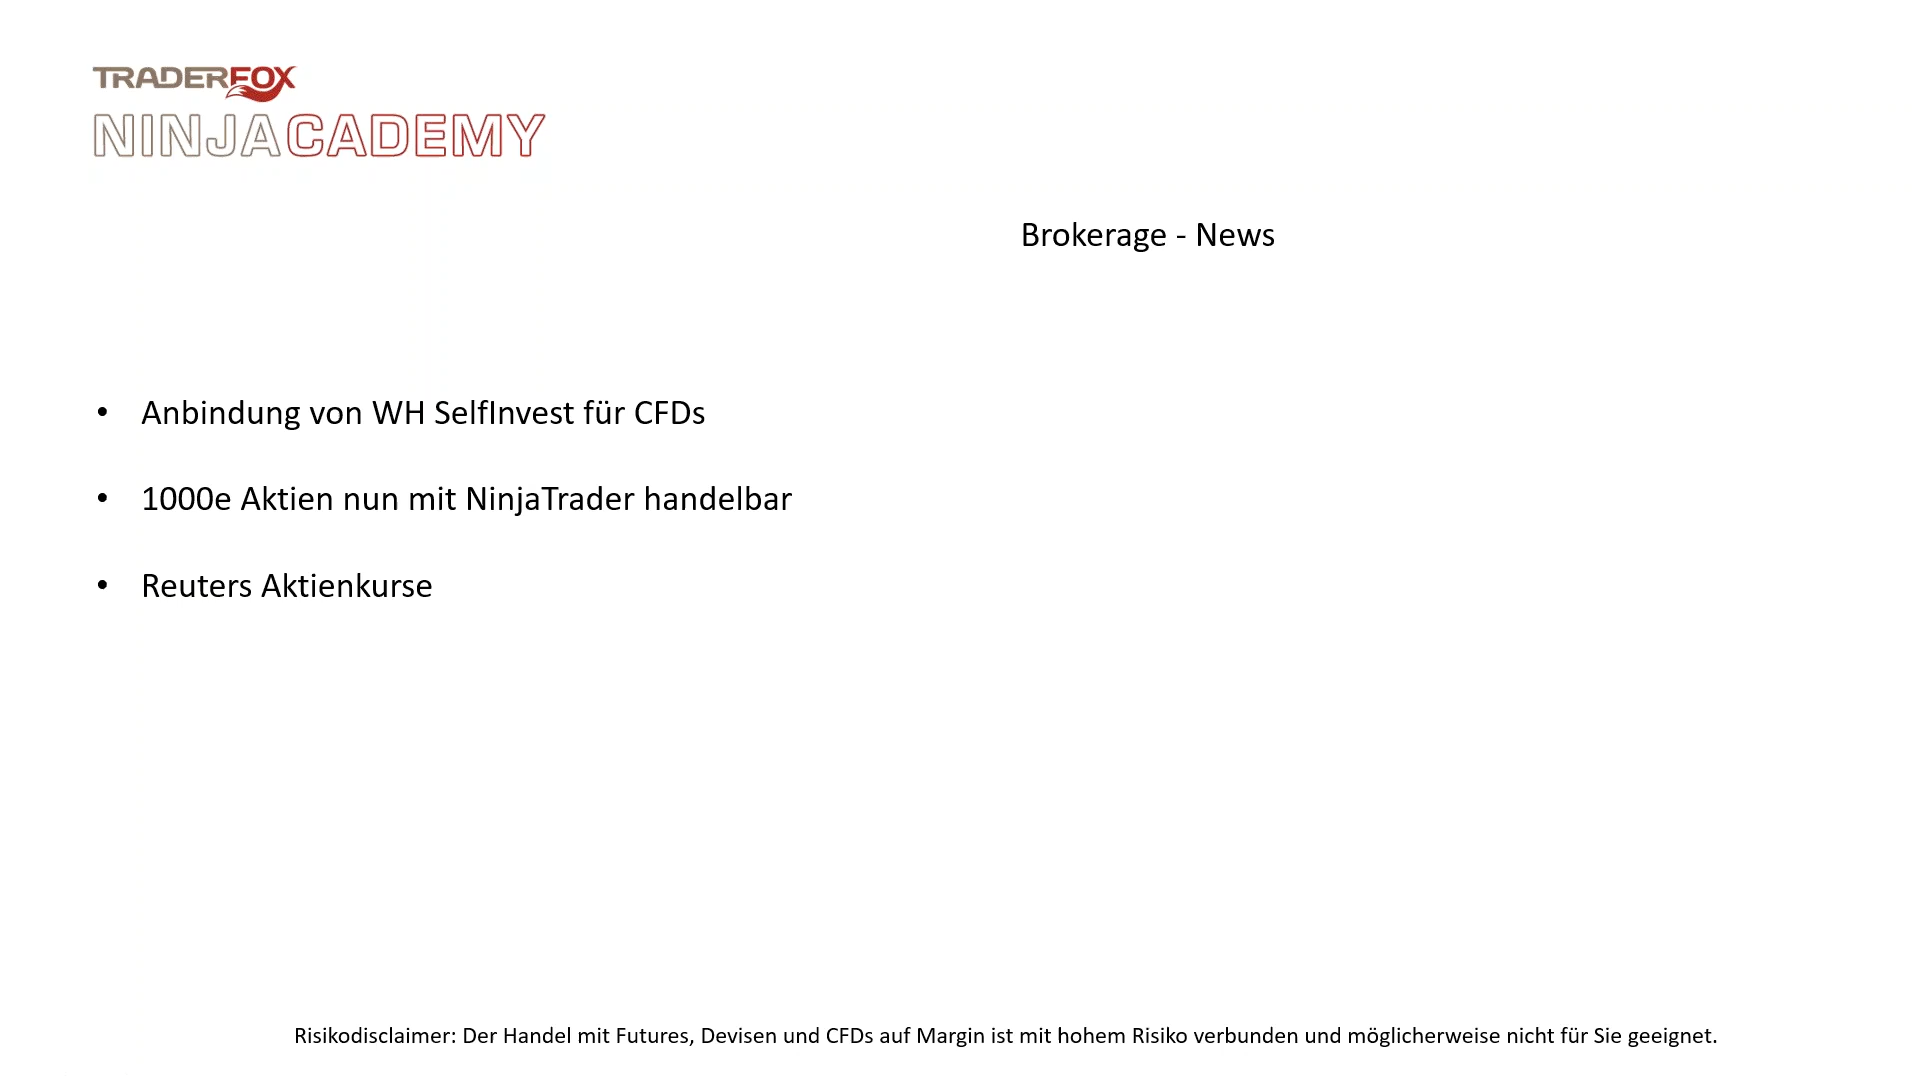 TRADERFOX
NINJACADEMY
Brokerage - News
• Anbindung von WH SelfInvest für CFDs
• 1000e Aktien nun mit NinjaTrader handelbar
• Reuters Aktienkurse
Risikodisclaimer: Der Handel mit Futures, Devisen und CFDs auf Margin ist mit hohem Risiko verbunden und möglicherweise nicht für Sie geeignet.